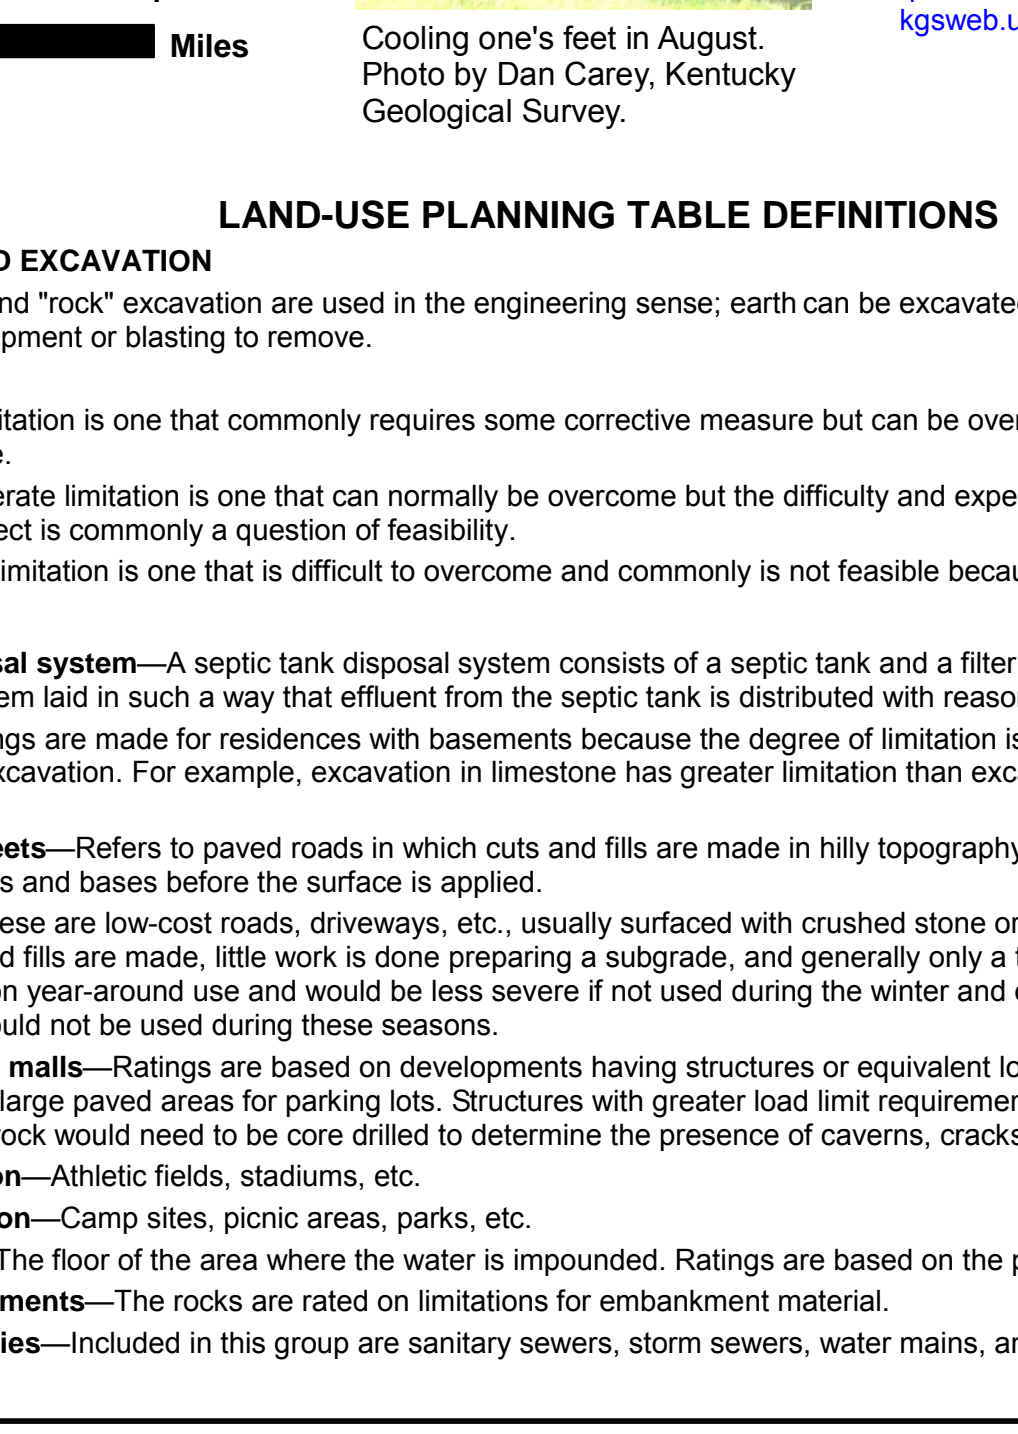 kgsweb.u
Miles
Cooling one's feet in August.
Photo by Dan Carey, Kentucky
Geological Survey.
LAND-USE PLANNING TABLE DEFINITIONS
D EXCAVATION
nd "rock" excavation are used in the engineering sense; earth can be excavated
pment or blasting to remove.
itation is one that commonly requires some corrective measure but can be over
e.
erate limitation is one that can normally be overcome but the difficulty and expe
ect is commonly a question of feasibility.
imitation is one that is difficult to overcome and commonly is not feasible becau
sal system—A septic tank disposal system consists of a septic tank and a filter
em laid in such a way that effluent from the septic tank is distributed with reaso
ngs are made for residences with basements because the degree of limitation is
xcavation. For example, excavation in limestone has greater limitation than exca
eets—Refers to paved roads in which cuts and fills are made in hilly topography
s and bases before the surface is applied.
ese are low-cost roads, driveways, etc., usually surfaced with crushed stone or
d fills are made, little work is done preparing a subgrade, and generally only a t
on year-around use and would be less severe if not used during the winter and e
ould not be used during these seasons.
malls—Ratings are based on developments having structures or equivalent lo
large paved areas for parking lots. Structures with greater load limit requiremen
rock would need to be core drilled to determine the presence of caverns, cracks
on—Athletic fields, stadiums, etc.
on—Camp sites, picnic areas, parks, etc.
The floor of the area where the water is impounded. Ratings are based on the p
ments—The rocks are rated on limitations for embankment material.
ies—Included in this group are sanitary sewers, storm sewers, water mains, an